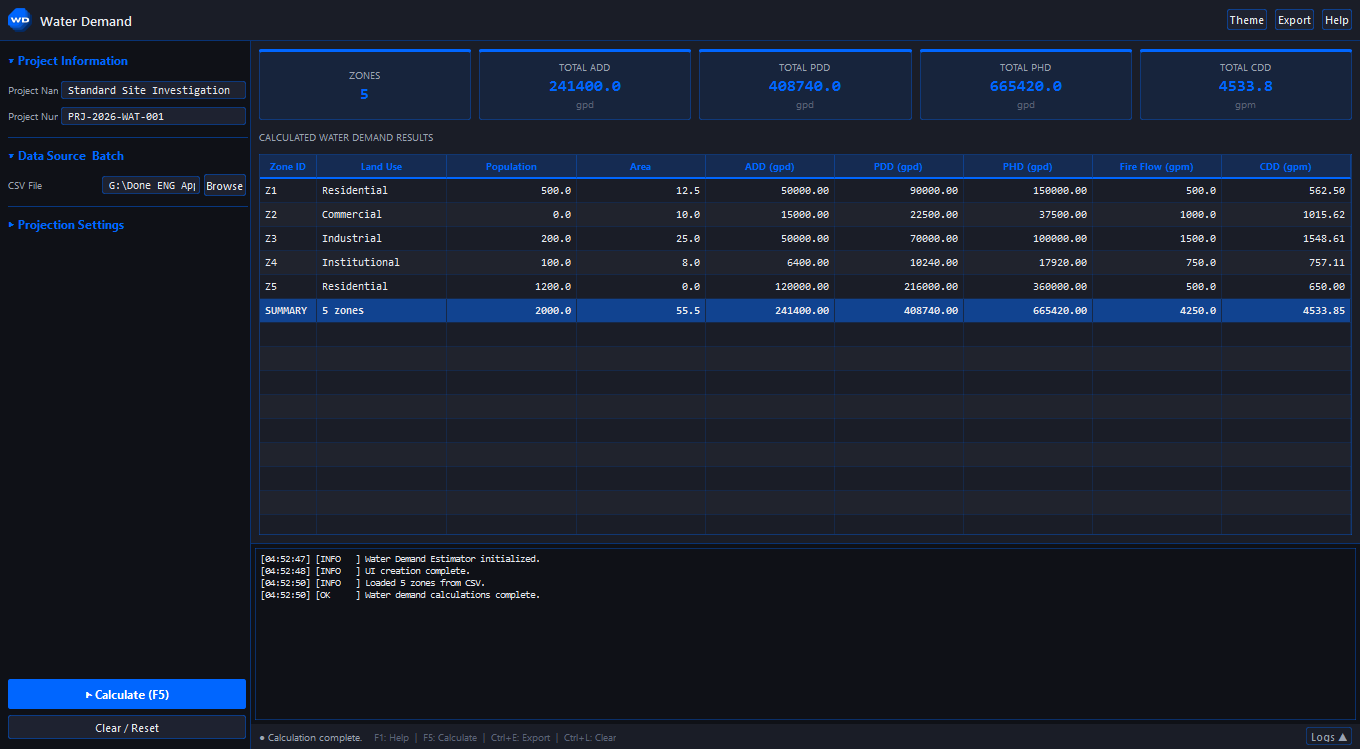 WD Water Demand Theme Export Help
▾ Project Information
Project Nan Standard Site Investigation
Project Nur PRJ-2026-WAT-001
▾ Data Source Batch
CSV File G:\Done ENG Ap Browse
▸ Projection Settings
▸ Calculate (F5)
Clear / Reset
ZONES
5
TOTAL ADD
241400.0
gpd
TOTAL PDD
408740.0
gpd
TOTAL PHD
665420.0
gpd
TOTAL CDD
4533.8
gpm
CALCULATED WATER DEMAND RESULTS
Zone ID Land Use Population Area ADD (gpd) PDD (gpd) PHD (gpd) Fire Flow (gpm) CDD (gpm)
Z1 Residential 500.0 12.5 50000.00 90000.00 150000.00 500.0 562.50
Z2 Commercial 0.0 10.0 15000.00 22500.00 37500.00 1000.0 1015.62
Z3 Industrial 200.0 25.0 50000.00 70000.00 100000.00 1500.0 1548.61
Z4 Institutional 100.0 8.0 6400.00 10240.00 17920.00 750.0 757.11
Z5 Residential 1200.0 0.0 120000.00 216000.00 360000.00 500.0 650.00
SUMMARY 5 zones 2000.0 55.5 241400.00 408740.00 665420.00 4250.0 4533.85
[04:52:47] [INFO ] Water Demand Estimator initialized.
[04:52:48] [INFO ] UI creation complete.
[04:52:50] [INFO ] Loaded 5 zones from CSV.
[04:52:50] [OK ] Water demand calculations complete.
● Calculation complete. F1: Help | F5: Calculate | Ctrl+E: Export | Ctrl+L: Clear Logs ▲